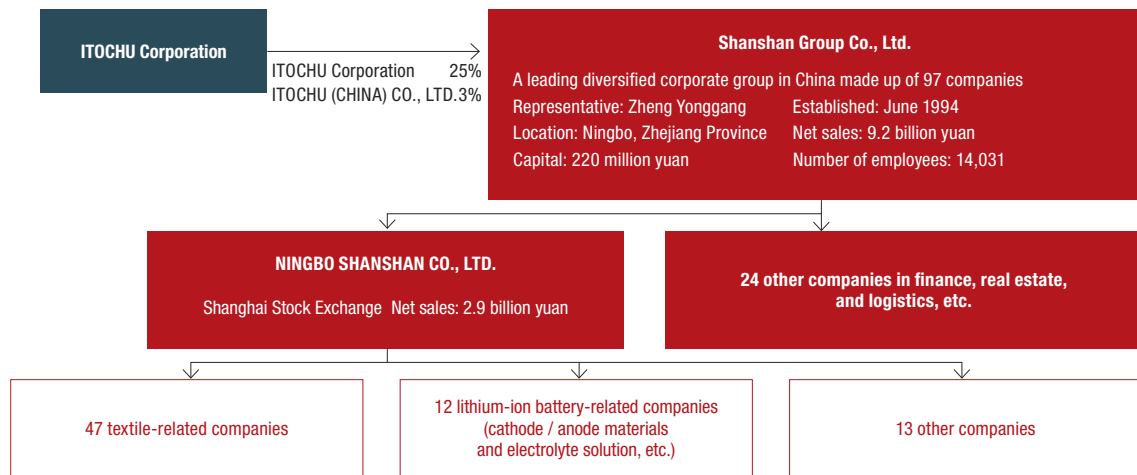 ITOCHU Corporation
ITOCHU Corporation 25%
ITOCHU (CHINA) CO., LTD.3%
Shanshan Group Co., Ltd.
A leading diversified corporate group in China made up of 97 companies
Representative: Zheng Yonggang Established: June 1994
Location: Ningbo, Zhejiang Province Net sales: 9.2 billion yuan
Capital: 220 million yuan Number of employees: 14,031
NINGBO SHANSHAN CO., LTD.
Shanghai Stock Exchange Net sales: 2.9 billion yuan
24 other companies in finance, real estate,
and logistics, etc.
47 textile-related companies
12 lithium-ion battery-related companies
(cathode / anode materials
and electrolyte solution, etc.)
13 other companies